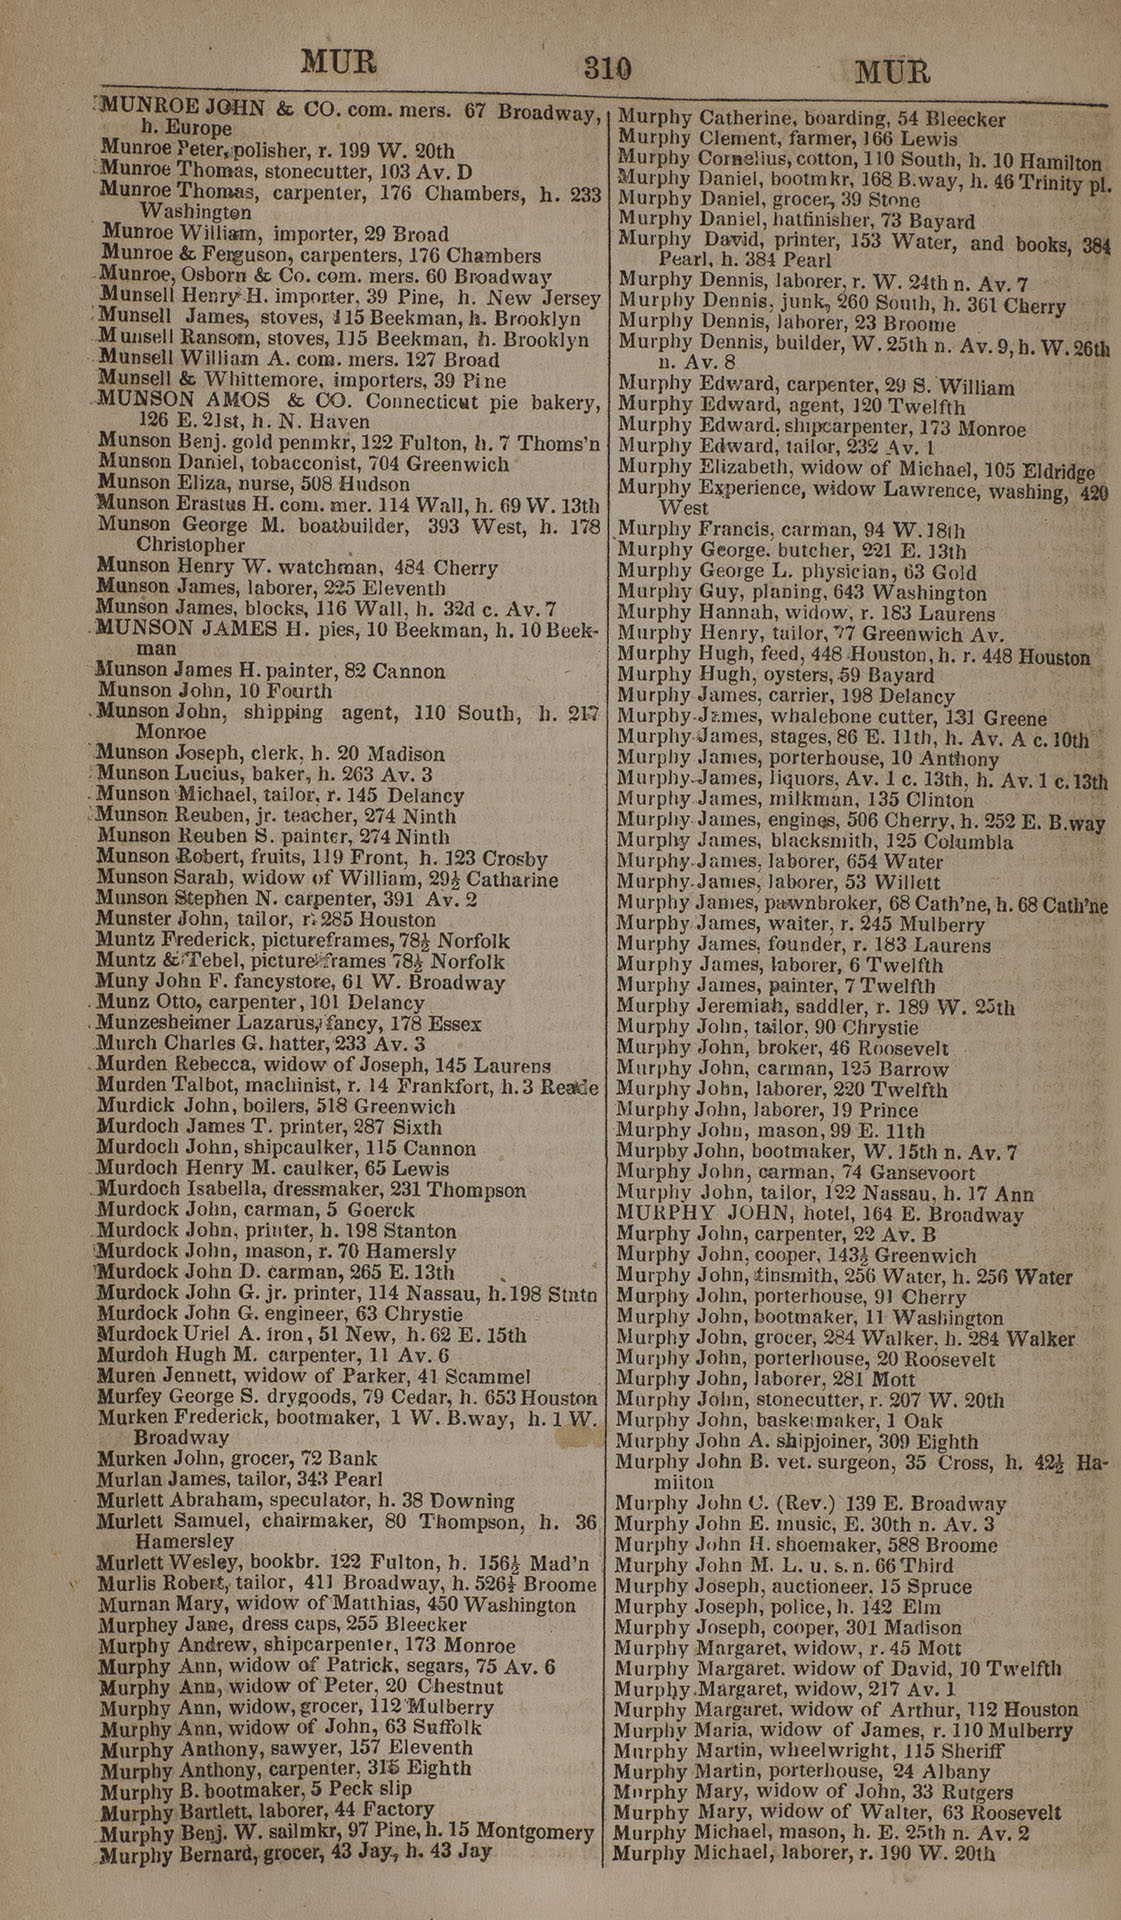 MUR 310 MUR
MUNROE JOHN & CO. com. mers. 67 Broadway,
h. Europe
Munroe Peter, polisher, r. 199 W. 20th
Munroe Thomas, stonecutter, 103 Av. D
Munroe Thomas, carpenter, 176 Chambers, h. 233
Washington
Munroe William, importer, 29 Broad
Munroe & Ferguson, carpenters, 176 Chambers
Munroe, Osborn & Co. com. mers. 60 Broadway
Munsell Henry H. importer, 39 Pine, h. New Jersey
Munsell James, stoves, 115 Beekman, h. Brooklyn
Munsell Ransom, stoves, 115 Beekman, h. Brooklyn
Munsell William A. com. mers. 127 Broad
Munsell & Whittemore, importers, 39 Pine
MUNSON AMOS & CO. Connecticut pie bakery,
126 E. 21st, h. N. Haven
Munson Benj. gold penmkr, 122 Fulton, h. 7 Thoms'n
Munson Daniel, tobacconist, 704 Greenwich
Munson Eliza, nurse, 508 Hudson
Munson Erastus H. com. mer. 114 Wall, h. 69 W. 13th
Munson George M. boatbuilder, 393 West, h. 178
Christopher
Munson Henry W. watchman, 484 Cherry
Munson James, laborer, 225 Eleventh
Munson James, blocks, 116 Wall, h. 32d c. Av. 7
MUNSON JAMES H. pies, 10 Beekman, h. 10 Beek-
man
Munson James H. painter, 82 Cannon
Munson John, 10 Fourth
Munson John, shipping agent, 110 South, h. 217
Monroe
Munson Joseph, clerk, h. 20 Madison
Munson Lucius, baker, h. 263 Av. 3
Munson Michael, tailor, r. 145 Delancy
Munson Reuben, jr. teacher, 274 Ninth
Munson Reuben S. painter, 274 Ninth
Munson Robert, fruits, 119 Front, h. 123 Crosby
Munson Sarah, widow of William, 29½ Catharine
Munson Stephen N. carpenter, 391 Av. 2
Munster John, tailor, r. 285 Houston
Muntz Frederick, pictureframes, 78½ Norfolk
Muntz & Tebel, picture frames 78½ Norfolk
Muny John F. fancystore, 61 W. Broadway
Munz Otto, carpenter, 101 Delancy
Munzesheimer Lazarus, fancy, 178 Essex
Murch Charles G. hatter, 233 Av. 3
Murden Rebecca, widow of Joseph, 145 Laurens
Murden Talbot, machinist, r. 14 Frankfort, h. 3 Reade
Murdick John, boilers, 518 Greenwich
Murdoch James T. printer, 287 Sixth
Murdoch John, shipcaulker, 115 Cannon
Murdoch Henry M. caulker, 65 Lewis
Murdoch Isabella, dressmaker, 231 Thompson
Murdock John, carman, 5 Goerck
Murdock John, printer, h. 198 Stanton
Murdock John, mason, r. 70 Hamersly
Murdock John D. carman, 265 E. 13th
Murdock John G. jr. printer, 114 Nassau, h. 198 Stntn
Murdock John G. engineer, 63 Chrystie
Murdock Uriel A. iron, 51 New, h. 62 E. 15th
Murdoh Hugh M. carpenter, 11 Av. 6
Muren Jennett, widow of Parker, 41 Scammel
Murfey George S. drygoods, 79 Cedar, h. 653 Houston
Murken Frederick, bootmaker, 1 W. B.way, h. 1 W.
Broadway
Murken John, grocer, 72 Bank
Murlan James, tailor, 343 Pearl
Murlett Abraham, speculator, h. 38 Downing
Murlett Samuel, chairmaker, 80 Thompson, h. 36
Hamersley
Murlett Wesley, bookbr. 122 Fulton, h. 156½ Mad'n
Murlis Robert, tailor, 411 Broadway, h. 526½ Broome
Murnan Mary, widow of Matthias, 450 Washington
Murphey Jane, dress caps, 255 Bleecker
Murphy Andrew, shipcarpenter, 173 Monroe
Murphy Ann, widow of Patrick, segars, 75 Av. 6
Murphy Ann, widow of Peter, 20 Chestnut
Murphy Ann, widow, grocer, 112 Mulberry
Murphy Ann, widow of John, 63 Suffolk
Murphy Anthony, sawyer, 157 Eleventh
Murphy Anthony, carpenter, 315 Eighth
Murphy B. bootmaker, 5 Peck slip
Murphy Bartlett, laborer, 44 Factory
Murphy Benj. W. sailmkr, 97 Pine, h. 15 Montgomery
Murphy Bernard, grocer, 43 Jay, h. 43 Jay
Murphy Catherine, boarding, 54 Bleecker
Murphy Clement, farmer, 166 Lewis
Murphy Cornelius, cotton, 110 South, h. 10 Hamilton
Murphy Daniel, bootmkr, 168 B.way, h. 46 Trinity pl.
Murphy Daniel, grocer, 39 Stone
Murphy Daniel, hatfinisher, 73 Bayard
Murphy David, printer, 153 Water, and books, 384
Pearl, h. 384 Pearl
Murphy Dennis, laborer, r. W. 24th n. Av. 7
Murphy Dennis, junk, 260 South, h. 361 Cherry
Murphy Dennis, laborer, 23 Broome
Murphy Dennis, builder, W. 25th n. Av. 9, h. W. 26th
n. Av. 8
Murphy Edward, carpenter, 29 S. William
Murphy Edward, agent, 120 Twelfth
Murphy Edward, shipcarpenter, 173 Monroe
Murphy Edward, tailor, 232 Av. 1
Murphy Elizabeth, widow of Michael, 105 Eldridge
Murphy Experience, widow Lawrence, washing, 420
West
Murphy Francis, carman, 94 W. 18th
Murphy George. butcher, 221 E. 13th
Murphy George L. physician, 63 Gold
Murphy Guy, planing, 643 Washington
Murphy Hannah, widow, r. 183 Laurens
Murphy Henry, tailor, 77 Greenwich Av.
Murphy Hugh, feed, 448 Houston, h. r. 448 Houston
Murphy Hugh, oysters, 59 Bayard
Murphy James, carrier, 198 Delancy
Murphy James, whalebone cutter, 131 Greene
Murphy James, stages, 86 E. 11th, h. Av. A c. 10th
Murphy James, porterhouse, 10 Anthony
Murphy James, liquors, Av. 1 c. 13th, h. Av. 1 c. 13th
Murphy James, milkman, 135 Clinton
Murphy James, engines, 506 Cherry, h. 252 E. B.way
Murphy James, blacksmith, 125 Columbla
Murphy James, laborer, 654 Water
Murphy James, laborer, 53 Willett
Murphy James, pawnbroker, 68 Cath'ne, h. 68 Cath'ne
Murphy James, waiter, r. 245 Mulberry
Murphy James, founder, r. 183 Laurens
Murphy James, laborer, 6 Twelfth
Murphy James, painter, 7 Twelfth
Murphy Jeremiah, saddler, r. 189 W. 25th
Murphy John, tailor, 90 Chrystie
Murphy John, broker, 46 Roosevelt
Murphy John, carman, 125 Barrow
Murphy John, laborer, 220 Twelfth
Murphy John, laborer, 19 Prince
Murphy John, mason, 99 E. 11th
Murphy John, bootmaker, W. 15th n. Av. 7
Murphy John, carman, 74 Gansevoort
Murphy John, tailor, 122 Nassau, h. 17 Ann
MURPHY JOHN, hotel, 164 E. Broadway
Murphy John, carpenter, 22 Av. B
Murphy John, cooper, 143½ Greenwich
Murphy John, tinsmith, 256 Water, h. 256 Water
Murphy John, porterhouse, 91 Cherry
Murphy John, bootmaker, 11 Washington
Murphy John, grocer, 284 Walker, h. 284 Walker
Murphy John, porterhouse, 20 Roosevelt
Murphy John, laborer, 281 Mott
Murphy John, stonecutter, r. 207 W. 20th
Murphy John, basketmaker, 1 Oak
Murphy John A. shipjoiner, 309 Eighth
Murphy John B. vet. surgeon, 35 Cross, h. 42½ Ha-
miiton
Murphy John C. (Rev.) 139 E. Broadway
Murphy John E. music, E. 30th n. Av. 3
Murphy John H. shoemaker, 588 Broome
Murphy John M. L. u. s. n. 66 Third
Murphy Joseph, auctioneer, 15 Spruce
Murphy Joseph, police, h. 142 Elm
Murphy Joseph, cooper, 301 Madison
Murphy Margaret, widow, r. 45 Mott
Murphy Margaret, widow of David, 10 Twelfth
Murphy Margaret, widow, 217 Av. 1
Murphy Margaret, widow of Arthur, 112 Houston
Murphy Maria, widow of James, r. 110 Mulberry
Murphy Martin, wheelwright, 115 Sheriff
Murphy Martin, porterhouse, 24 Albany
Murphy Mary, widow of John, 33 Rutgers
Murphy Mary, widow of Walter, 63 Roosevelt
Murphy Michael, mason, h. E. 25th n. Av. 2
Murphy Michael, laborer, r. 190 W. 20th